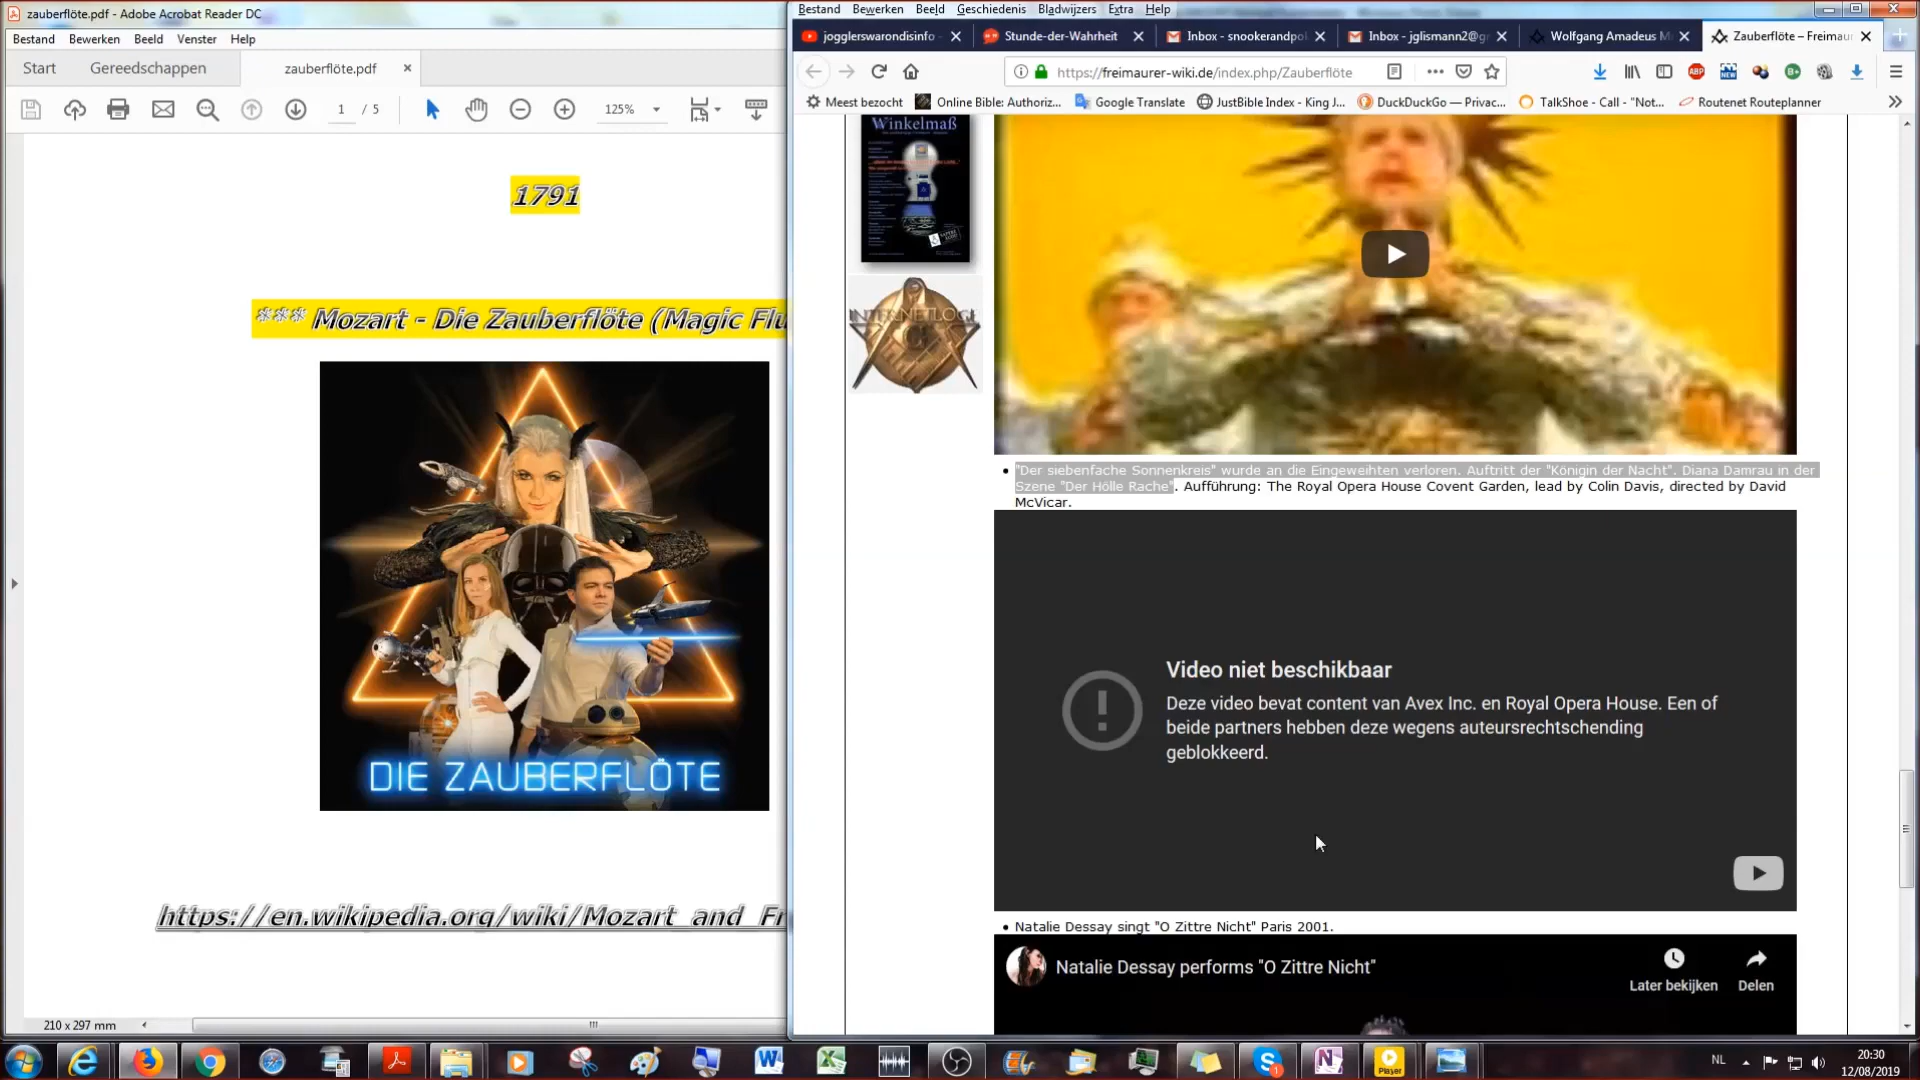 zauberflöte.pdf - Adobe Acrobat Reader DC
Bestand Bewerken Beeld Venster Help
Start Gereedschappen zauberflöte.pdf
1 / 5 125%
1791
*** Mozart - Die Zauberflöte (Magic Flu
DIE ZAUBERFLÖTE
https://en.wikipedia.org/wiki/Mozart_and_Fr
210 x 297 mm
Bestand Bewerken Beeld Geschiedenis Bladwijzers Extra Help
jogglerswarondisinfo - Stunde-der-Wahrheit Inbox - snookerandpo Inbox - jglismann2@g Wolfgang Amadeus M Zauberflöte – Freimau
https://freimaurer-wiki.de/index.php/Zauberflöte
Meest bezocht Online Bible: Authoriz... Google Translate JustBible Index - King J... DuckDuckGo — Privac... TalkShoe - Call - "Not... Routenet Routeplanner
Winkelmaß
INTERNETLOGE
G
• "Der siebenfache Sonnenkreis" wurde an die Eingeweihten verloren. Auftritt der "Königin der Nacht". Diana Damrau in der
Szene "Der Hölle Rache". Aufführung: The Royal Opera House Covent Garden, lead by Colin Davis, directed by David
McVicar.
Video niet beschikbaar
Deze video bevat content van Avex Inc. en Royal Opera House. Een of
beide partners hebben deze wegens auteursrechtschending
geblokkeerd.
• Natalie Dessay singt "O Zittre Nicht" Paris 2001.
Natalie Dessay performs "O Zittre Nicht"
Later bekijken Delen
NL
20:30
12/08/2019